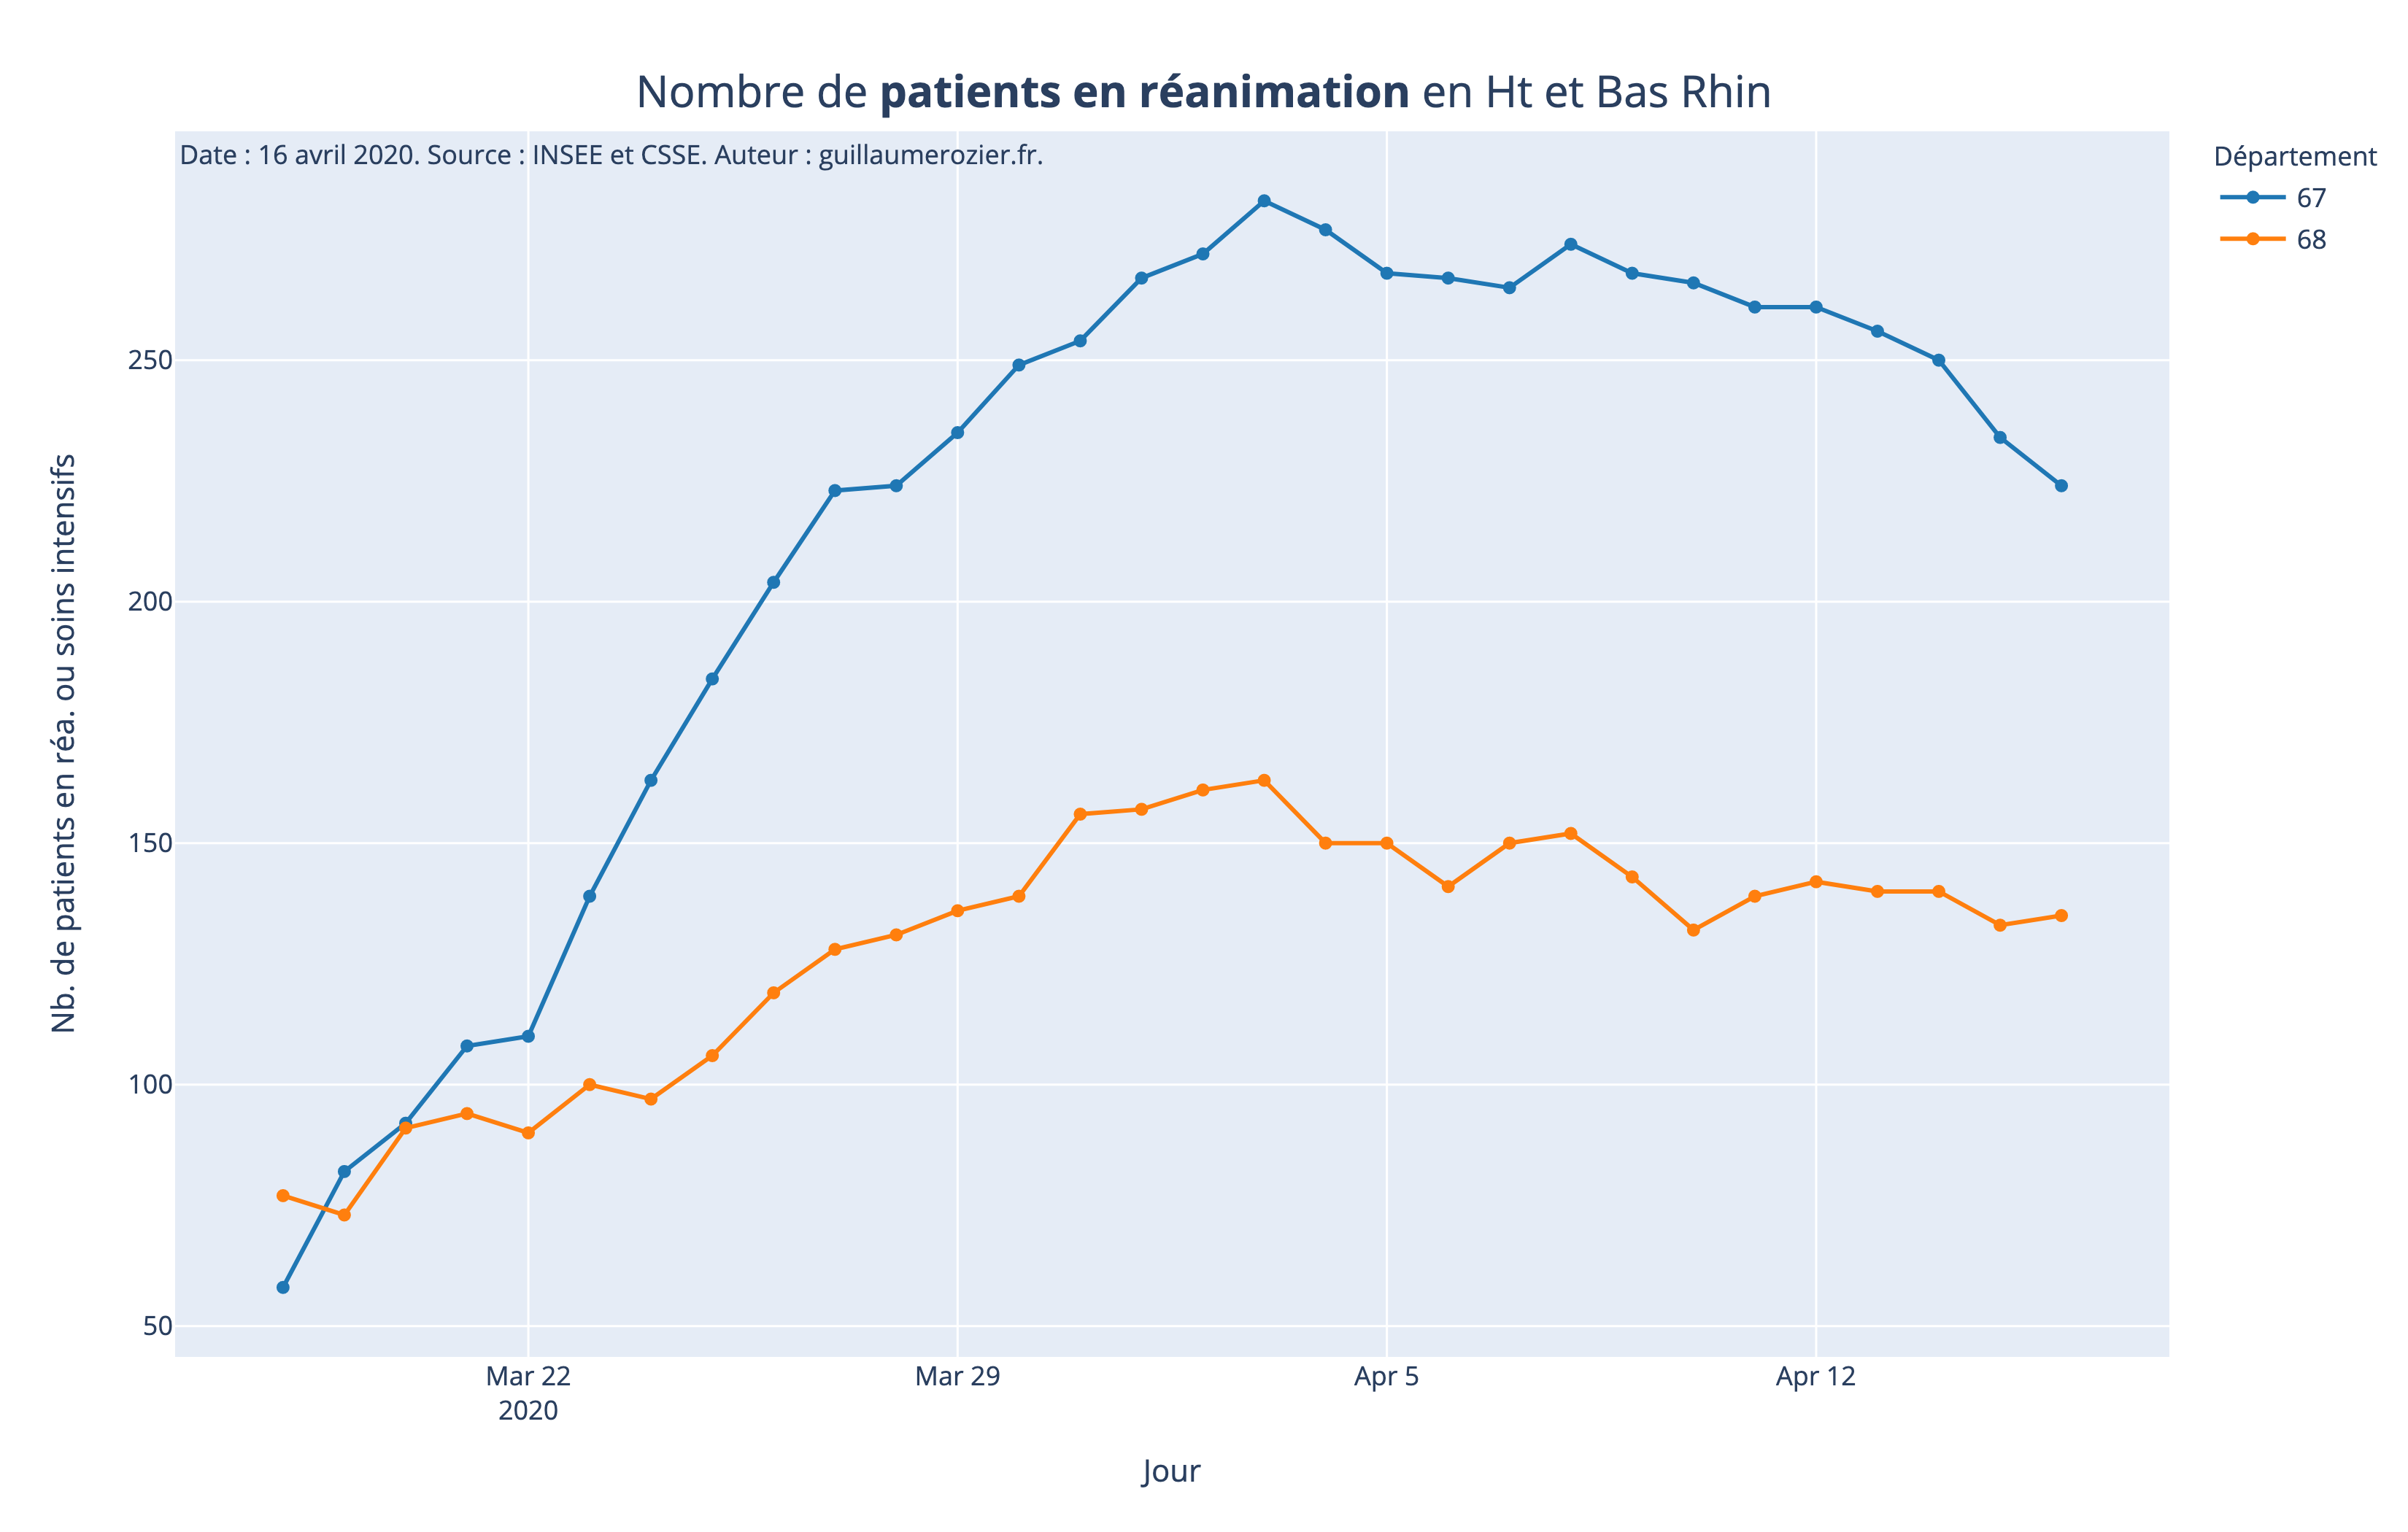 Nombre de patients en réanimation en Ht et Bas Rhin
Date : 16 avril 2020. Source : INSEE et CSSE. Auteur : guillaumerozier.fr.
Département
67
68
Nb. de patients en réa. ou soins intensifs
250
200
150
100
50
Mar 22
2020
Mar 29
Apr 5
Apr 12
Jour